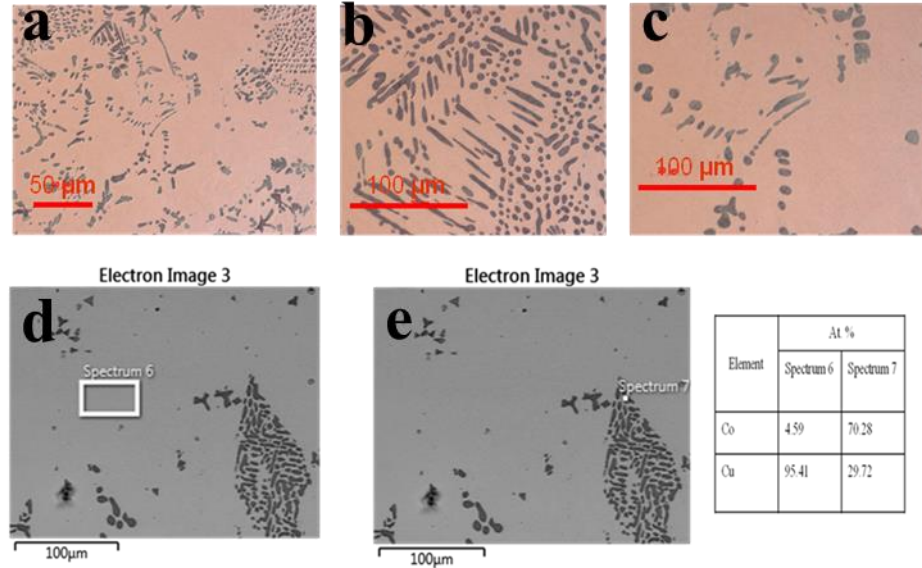 a b c
50 μm 100 μm 100 μm
Electron Image 3 Electron Image 3
d e
Spectrum 6 Spectrum 7
100μm 100μm
Element At. %
Spectrum 6 Spectrum 7
Co 4.59 70.28
Cu 95.41 29.72